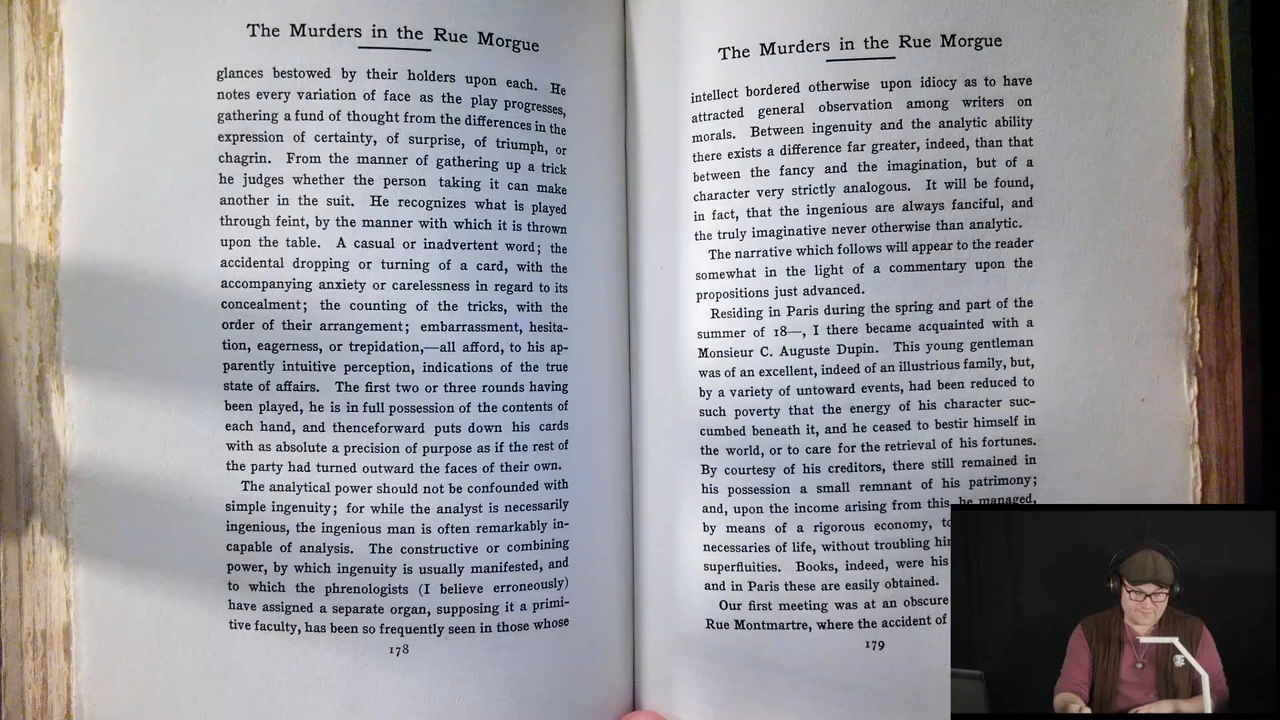 The Murders in the Rue Morgue
glances bestowed by their holders upon each. He
notes every variation of face as the play progresses,
gathering a fund of thought from the differences in the
expression of certainty, of surprise, of triumph, or
chagrin. From the manner of gathering up a trick
he judges whether the person taking it can make
another in the suit. He recognizes what is played
through feint, by the manner with which it is thrown
upon the table. A casual or inadvertent word; the
accidental dropping or turning of a card, with the
accompanying anxiety or carelessness in regard to its
concealment; the counting of the tricks, with the
order of their arrangement; embarrassment, hesita-
tion, eagerness, or trepidation,—all afford, to his ap-
parently intuitive perception, indications of the true
state of affairs. The first two or three rounds having
been played, he is in full possession of the contents of
each hand, and thenceforward puts down his cards
with as absolute a precision of purpose as if the rest of
the party had turned outward the faces of their own.
The analytical power should not be confounded with
simple ingenuity; for while the analyst is necessarily
ingenious, the ingenious man is often remarkably in-
capable of analysis. The constructive or combining
power, by which ingenuity is usually manifested, and
to which the phrenologists (I believe erroneously)
have assigned a separate organ, supposing it a primi-
tive faculty, has been so frequently seen in those whose
178
The Murders in the Rue Morgue
intellect bordered otherwise upon idiocy as to have
attracted general observation among writers on
morals. Between ingenuity and the analytic ability
there exists a difference far greater, indeed, than that
between the fancy and the imagination, but of a
character very strictly analogous. It will be found,
in fact, that the ingenious are always fanciful, and
the truly imaginative never otherwise than analytic.
The narrative which follows will appear to the reader
somewhat in the light of a commentary upon the
propositions just advanced.
Residing in Paris during the spring and part of the
summer of 18—, I there became acquainted with a
Monsieur C. Auguste Dupin. This young gentleman
was of an excellent, indeed of an illustrious family, but,
by a variety of untoward events, had been reduced to
such poverty that the energy of his character suc-
cumbed beneath it, and he ceased to bestir himself in
the world, or to care for the retrieval of his fortunes.
By courtesy of his creditors, there still remained in
his possession a small remnant of his patrimony;
and, upon the income arising from this, he managed,
by means of a rigorous economy, to
necessaries of life, without troubling
superfluities. Books, indeed, were his
and in Paris these are easily obtained.
Our first meeting was at an obscure
Rue Montmartre, where the accident of
179